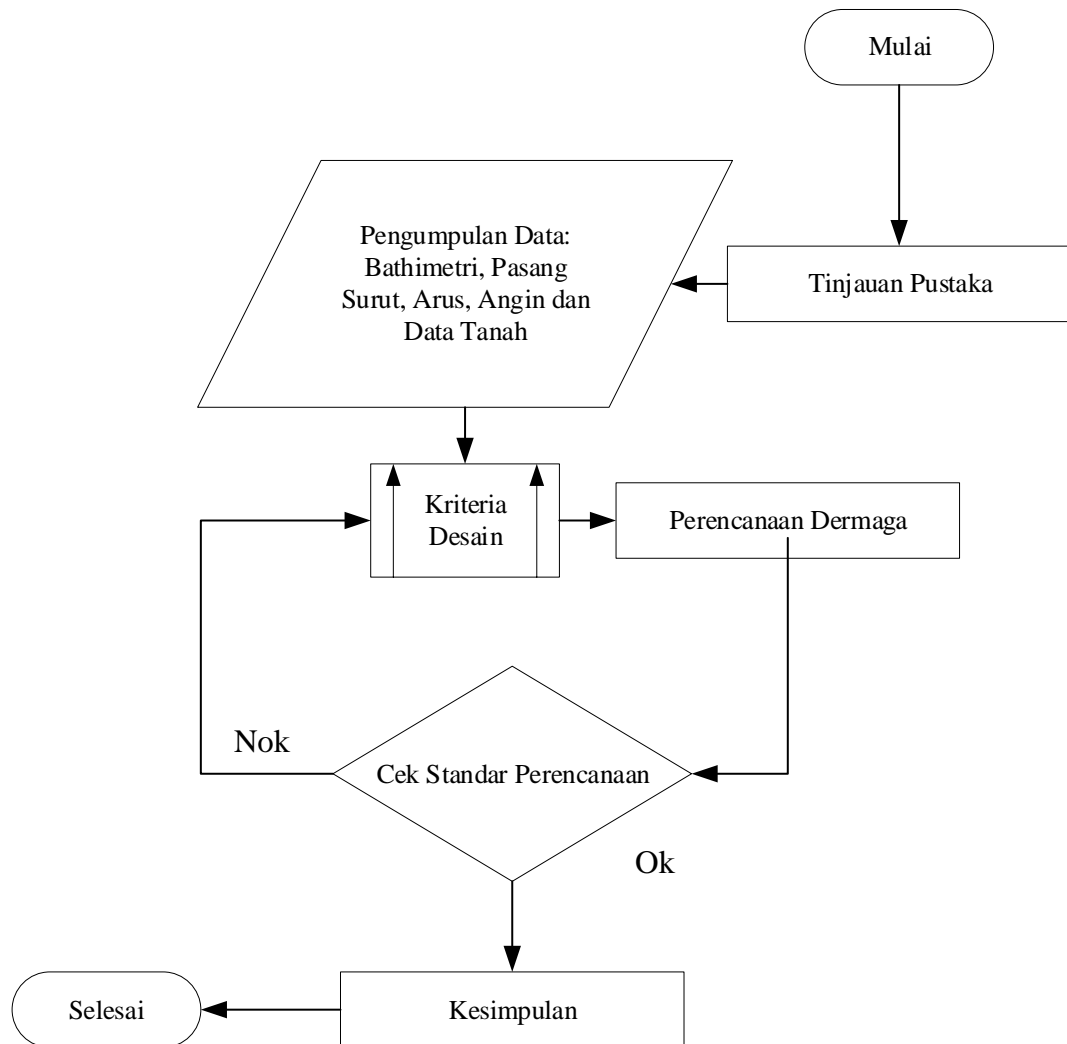 Mulai
Tinjauan Pustaka
Pengumpulan Data:
Bathimetri, Pasang
Surut, Arus, Angin dan
Data Tanah
Kriteria
Desain
Perencanaan Dermaga
Cek Standar Perencanaan
Nok
Ok
Kesimpulan
Selesai